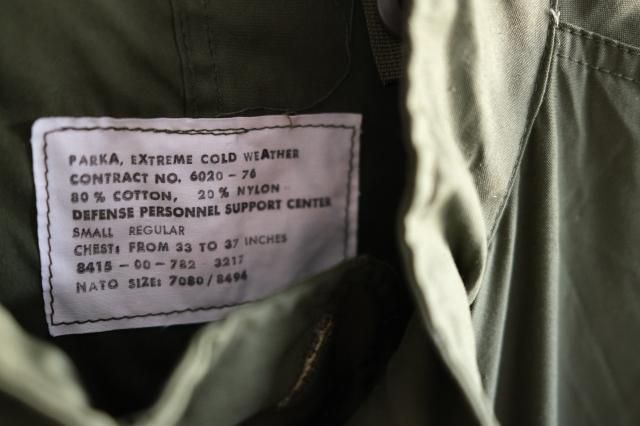 PARKA, EXTREME COLD WEATHER
CONTRACT NO. 6020-76
80% COTTON, 20% NYLON
DEFENSE PERSONNEL SUPPORT CENTER
SMALL REGULAR
CHEST: FROM 33 TO 37 INCHES
8415-00-782-3217
NATO SIZE: 7080/8494